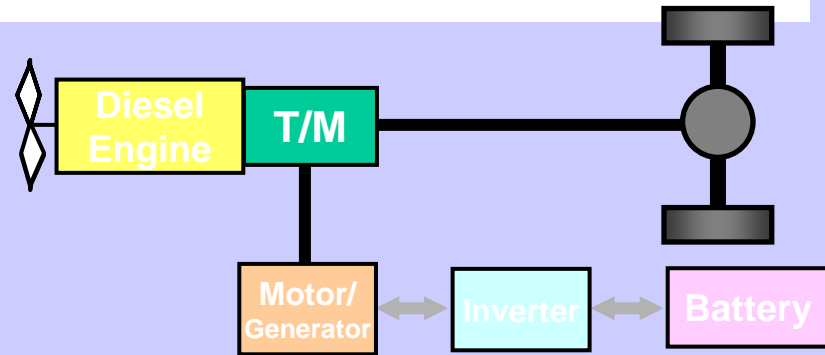 Diesel
Engine
T/M
Motor/
Generator
Inverter
Battery